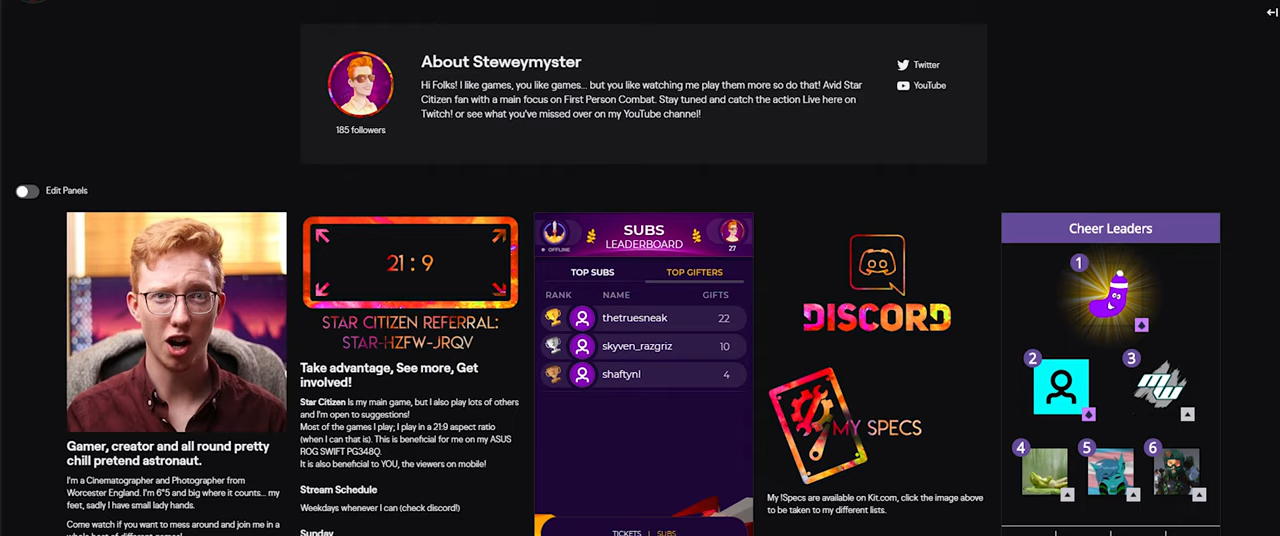 About Steweymyster
Hi Folks! I like games, you like games... but you like watching me play them more so do that! Avid Star
Citizen fan with a main focus on First Person Combat. Stay tuned and catch the action Live here on
Twitch! or see what you've missed over on my YouTube channel!
185 followers
Twitter
YouTube
Edit Panels
Gamer, creator and all round pretty
chill pretend astronaut.
I'm a Cinematographer and Photographer from
Worcester England. I'm 6"5 and big where it counts... my
feet, sadly I have small lady hands.
Come watch if you want to mess around and join me in a
whole host of different games!
21 : 9
STAR CITIZEN REFERRAL:
STAR-HZFW-JRQV
Take advantage, See more, Get
involved!
Star Citizen Is my main game, but I also play lots of others
and I'm open to suggestions!
Most of the games I play; I play in a 21:9 aspect ratio
(when I can that is). This is beneficial for me on my ASUS
ROG SWIFT PG348Q.
It is also beneficial to YOU, the viewers on mobile!
Stream Schedule
Weekdays whenever I can (check discord!)
Sunday
OFFLINE
SUBS
LEADERBOARD
27
TOP SUBS TOP GIFTERS
RANK NAME GIFTS
thetruesneak 22
skyven_razgriz 10
shaftynl 4
TICKETS | SUBS
DISCORD
MY SPECS
My !Specs are available on Kit.com, click the image above
to be taken to my different lists.
Cheer Leaders
1
2
3
4
5
6